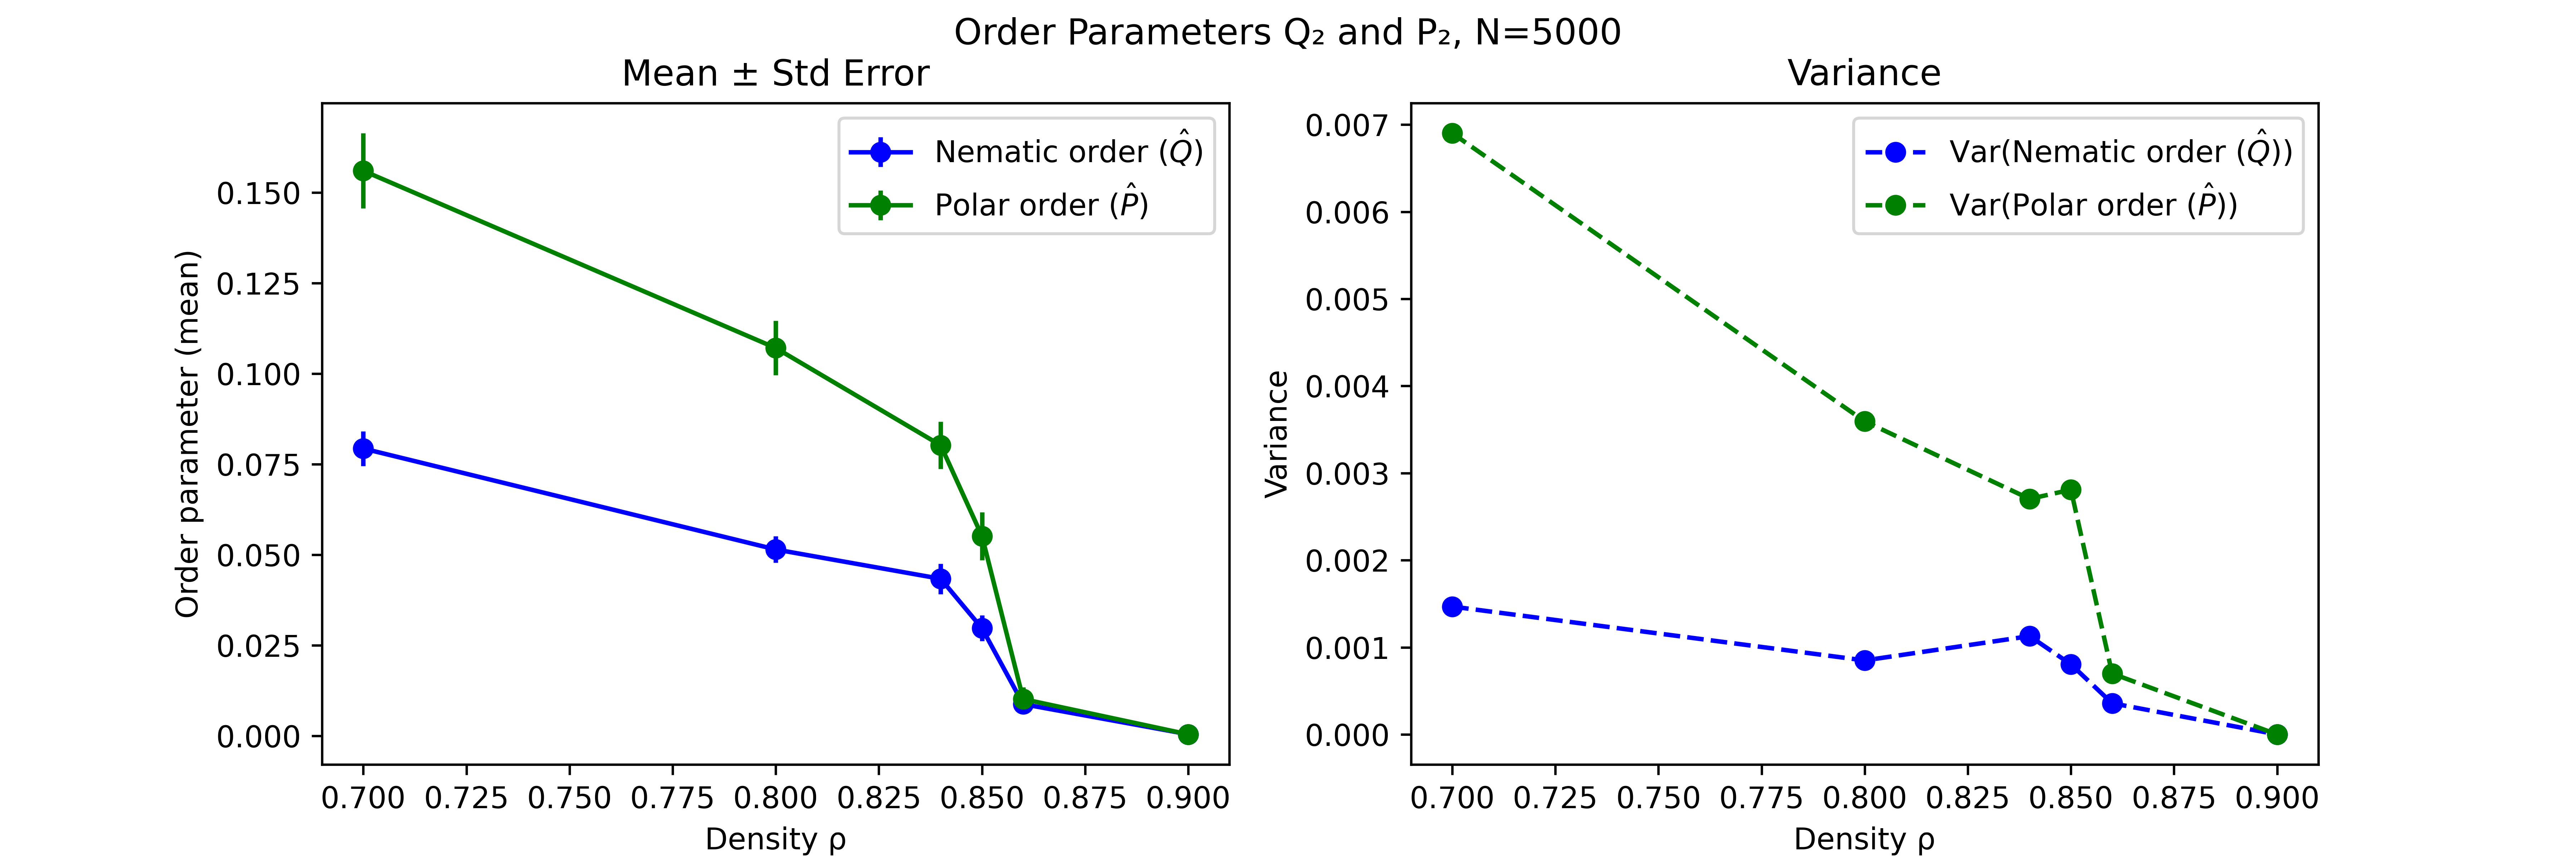 Order Parameters Q₂ and P₂, N=5000
Mean ± Std Error
Order parameter (mean)
0.150
0.125
0.100
0.075
0.050
0.025
0.000
Nematic order (Q̂)
Polar order (P̂)
0.700 0.725 0.750 0.775 0.800 0.825 0.850 0.875 0.900
Density ρ
Variance
Variance
0.007
0.006
0.005
0.004
0.003
0.002
0.001
0.000
Var(Nematic order (Q̂))
Var(Polar order (P̂))
0.700 0.725 0.750 0.775 0.800 0.825 0.850 0.875 0.900
Density ρ